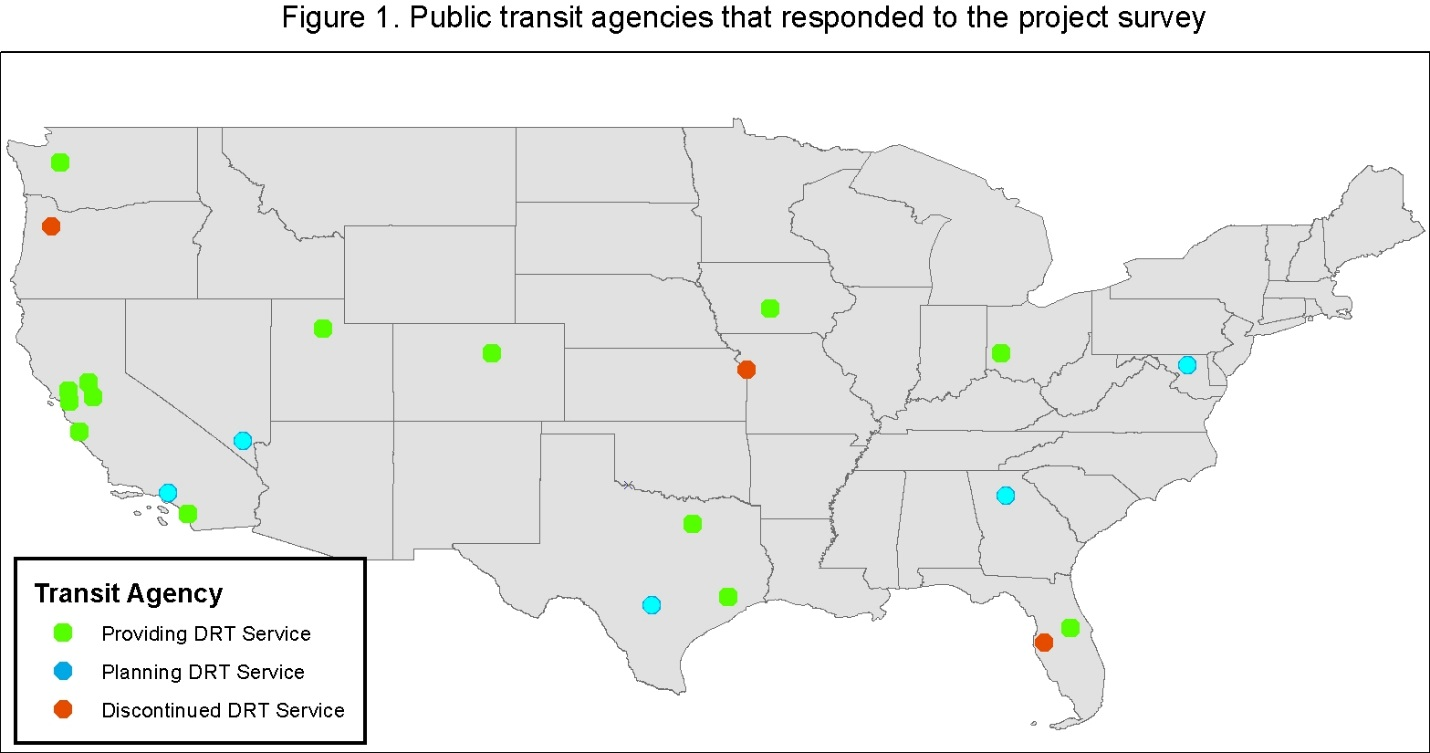 Figure 1. Public transit agencies that responded to the project survey
Transit Agency
Providing DRT Service
Planning DRT Service
Discontinued DRT Service